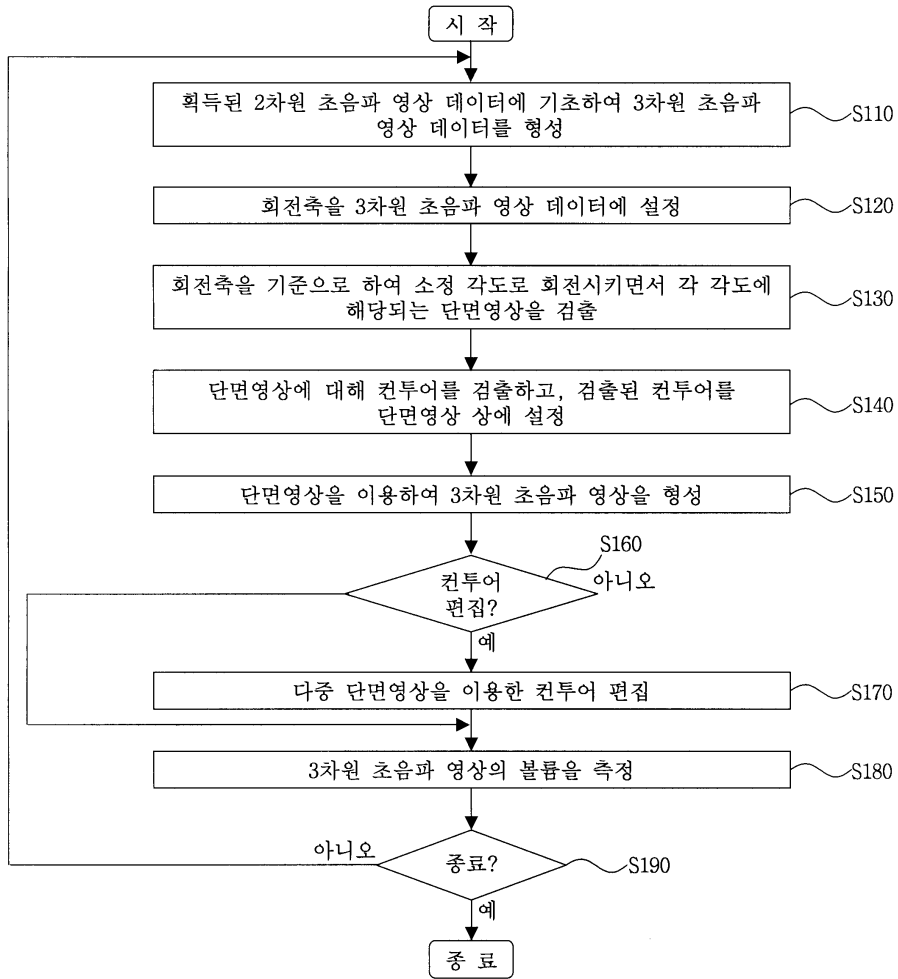 시 작
획득된 2차원 초음파 영상 데이터에 기초하여 3차원 초음파
영상 데이터를 형성
S110
회전축을 3차원 초음파 영상 데이터에 설정
S120
회전축을 기준으로 하여 소정 각도로 회전시키면서 각 각도에
해당되는 단면영상을 검출
S130
단면영상에 대해 컨투어를 검출하고, 검출된 컨투어를
단면영상 상에 설정
S140
단면영상을 이용하여 3차원 초음파 영상을 형성
S150
S160
컨투어
편집?
아니오
예
다중 단면영상을 이용한 컨투어 편집
S170
3차원 초음파 영상의 볼륨을 측정
S180
아니오
종료?
S190
예
종 료